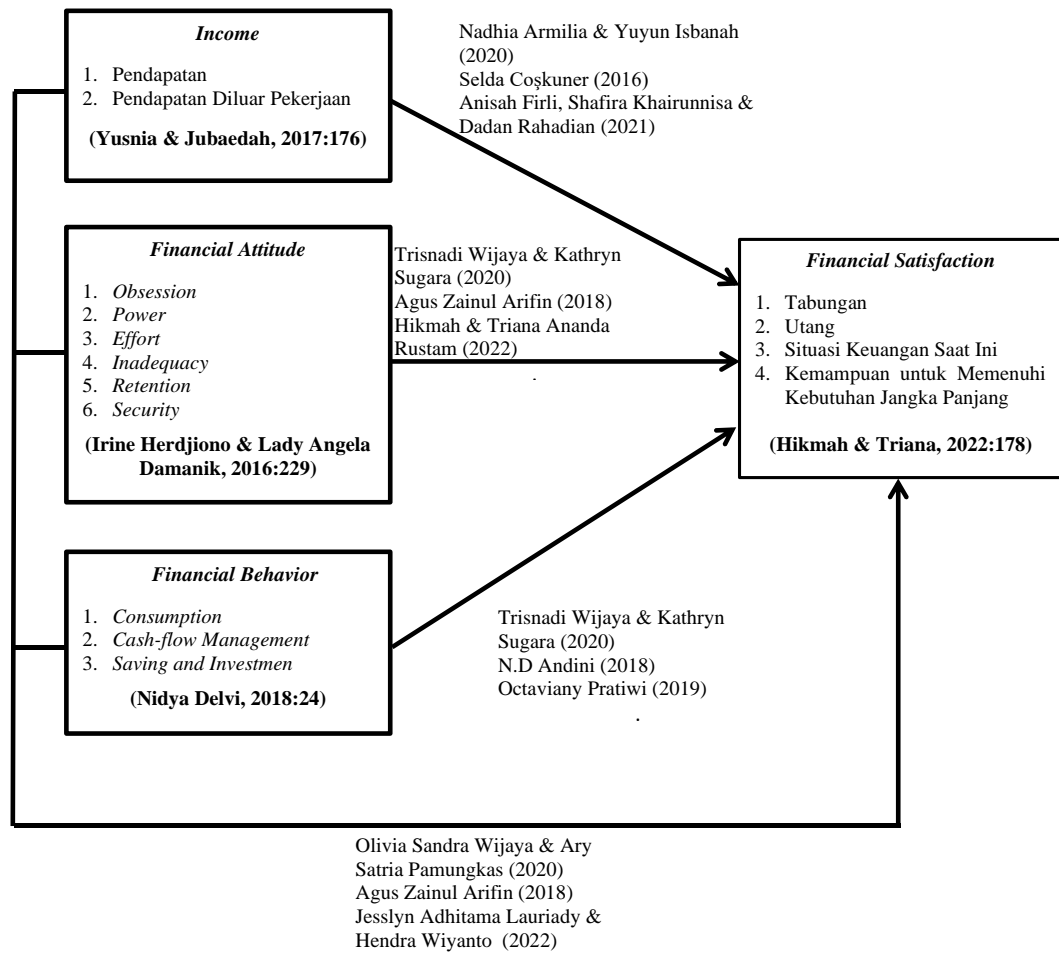 Income
1. Pendapatan
2. Pendapatan Diluar Pekerjaan
(Yusnia & Jubaedah, 2017:176)
Nadhia Armilia & Yuyun Isbanah
(2020)
Selda Coşkuner (2016)
Anisah Firli, Shafira Khairunnisa &
Dadan Rahadian (2021)
Financial Attitude
1. Obsession
2. Power
3. Effort
4. Inadequacy
5. Retention
6. Security
(Irine Herdjiono & Lady Angela
Damanik, 2016:229)
Trisnadi Wijaya & Kathryn
Sugara (2020)
Agus Zainul Arifin (2018)
Hikmah & Triana Ananda
Rustam (2022)
.
Financial Satisfaction
1. Tabungan
2. Utang
3. Situasi Keuangan Saat Ini
4. Kemampuan untuk Memenuhi
Kebutuhan Jangka Panjang
(Hikmah & Triana, 2022:178)
Financial Behavior
1. Consumption
2. Cash-flow Management
3. Saving and Investmen
(Nidya Delvi, 2018:24)
Trisnadi Wijaya & Kathryn
Sugara (2020)
N.D Andini (2018)
Octaviany Pratiwi (2019)
.
Olivia Sandra Wijaya & Ary
Satria Pamungkas (2020)
Agus Zainul Arifin (2018)
Jesslyn Adhitama Lauriady &
Hendra Wiyanto (2022)